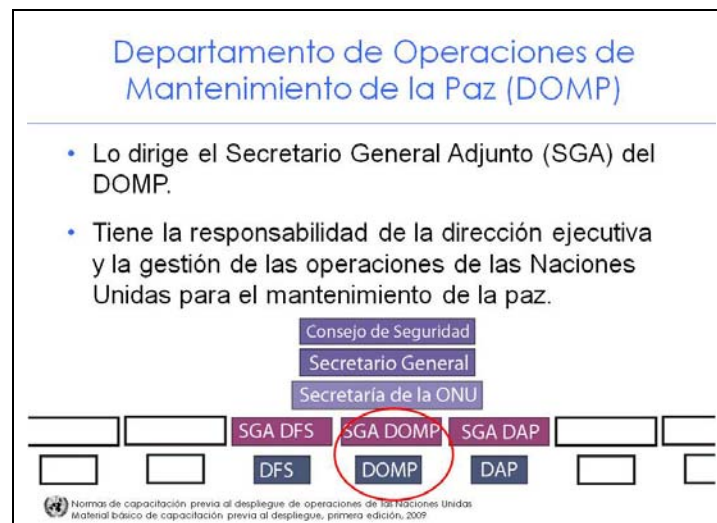 Departamento de Operaciones de
Mantenimiento de la Paz (DOMP)
• Lo dirige el Secretario General Adjunto (SGA) del
DOMP.
• Tiene la responsabilidad de la dirección ejecutiva
y la gestión de las operaciones de las Naciones
Unidas para el mantenimiento de la paz.
Consejo de Seguridad
Secretario General
Secretaría de la ONU
SGA DFS SGA DOMP SGA DAP
DFS DOMP DAP
Normas de capacitación previa al despliegue de operaciones de las Naciones Unidas
Material básico de capacitación previa al despliegue, primera edición, 2009